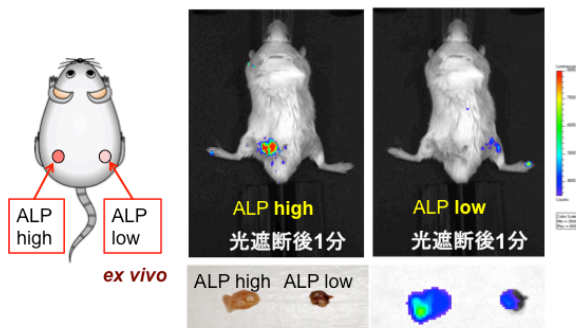 ALP
high
ALP
low
ex vivo
ALP high
光遮断後1分
ALP low
光遮断後1分
ALP high
ALP low
Counts